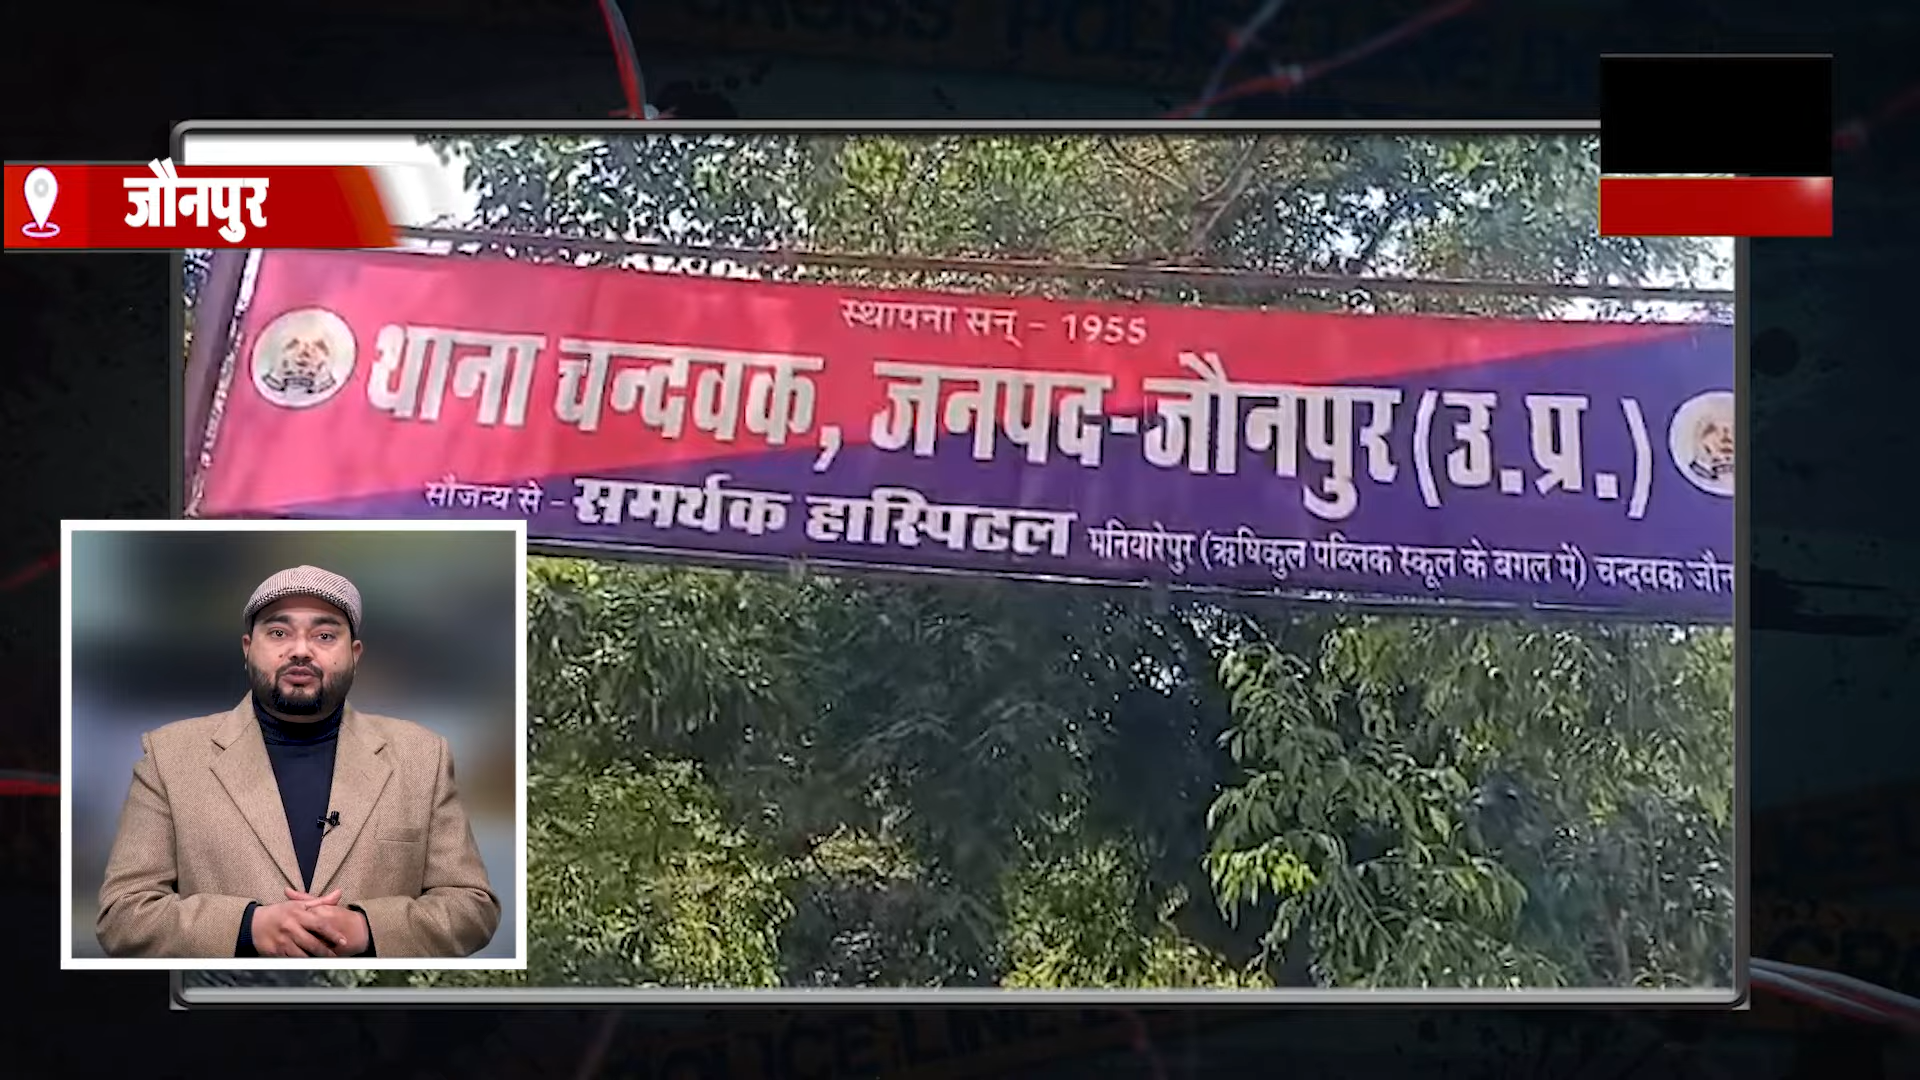 जौनपुर
स्थापना सन् - 1955
थाना चन्दवक, जनपद-जौनपुर (उ.प्र.)
सौजन्य से - समर्थक हास्पिटल मनियारेपुर (ऋषिकुल पब्लिक स्कूल के बगल में) चन्दवक